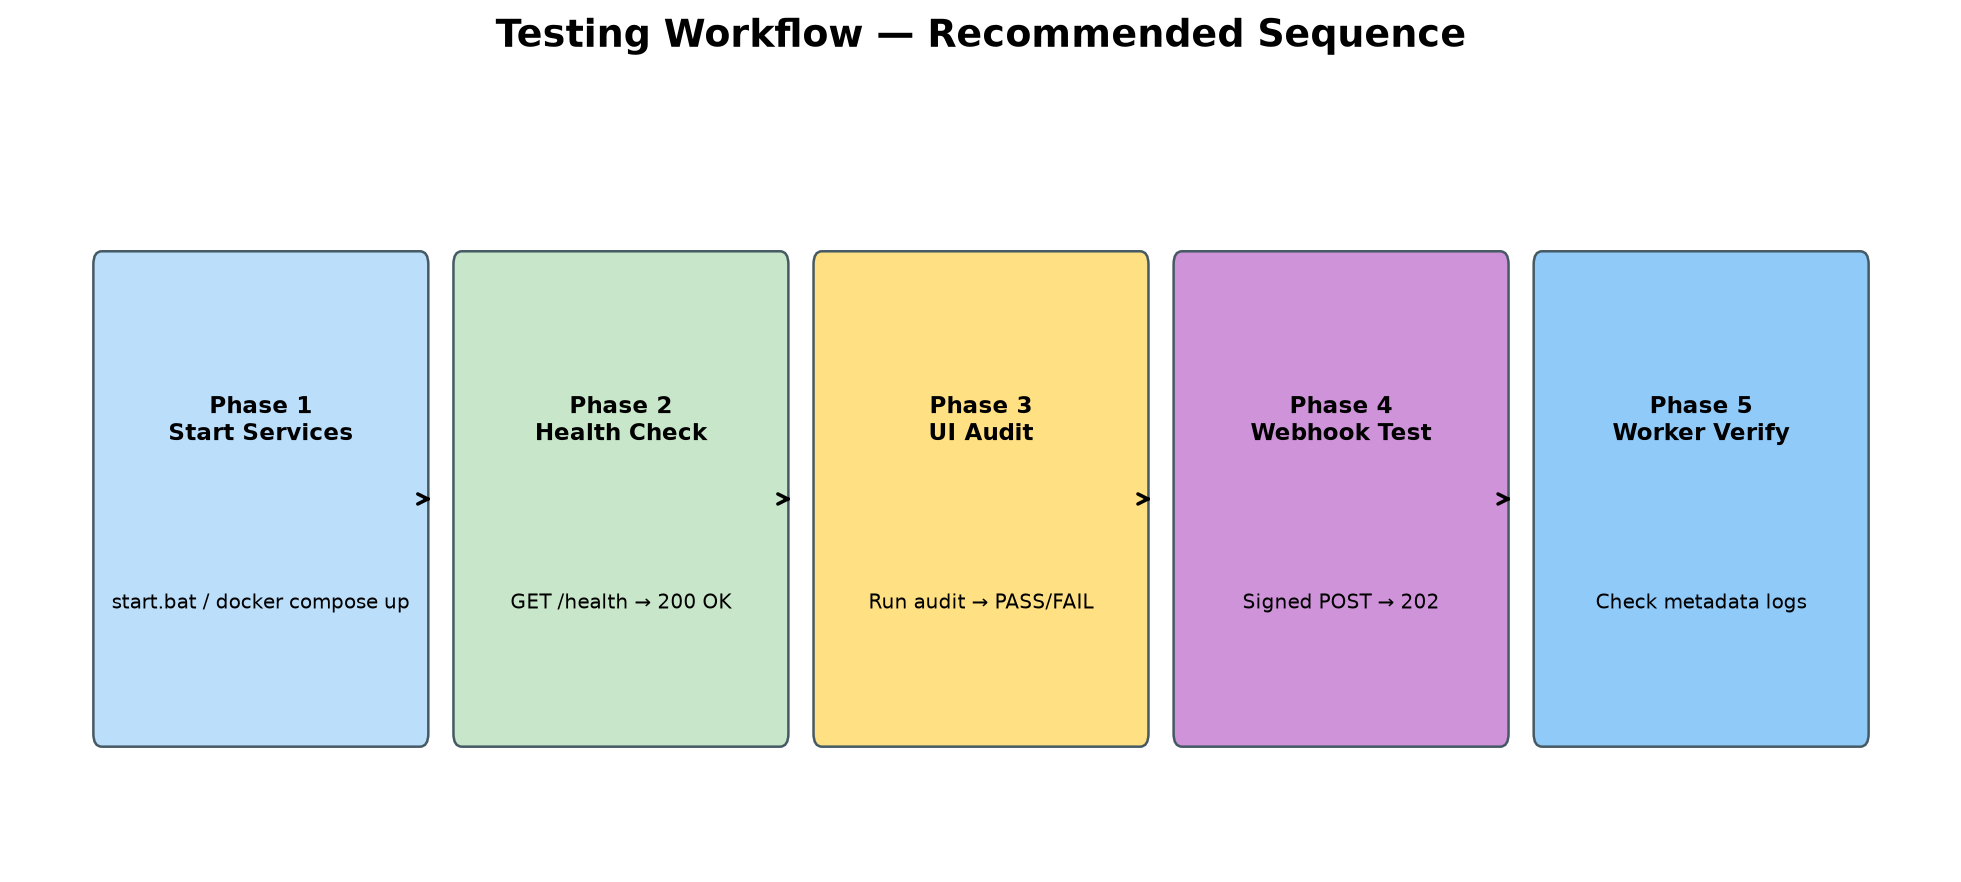 Testing Workflow — Recommended Sequence
Phase 1
Start Services
start.bat / docker compose up
Phase 2
Health Check
GET /health → 200 OK
Phase 3
UI Audit
Run audit → PASS/FAIL
Phase 4
Webhook Test
Signed POST → 202
Phase 5
Worker Verify
Check metadata logs